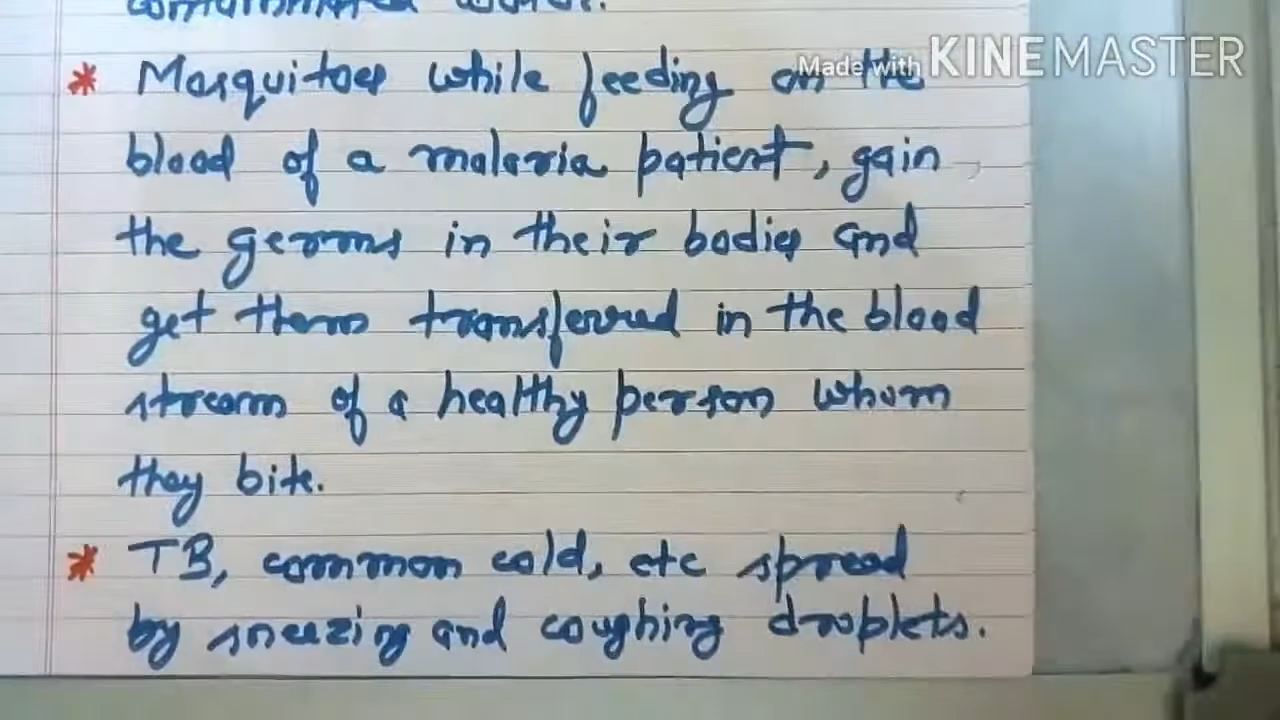 contaminated water.
Made with KINEMASTER
* Mosquitoes while feeding on the
blood of a malaria patient, gain
the germs in their bodies and
get them transferred in the blood
stream of a healthy person whom
they bite.
* TB, common cold, etc spread
by sneezing and coughing droplets.